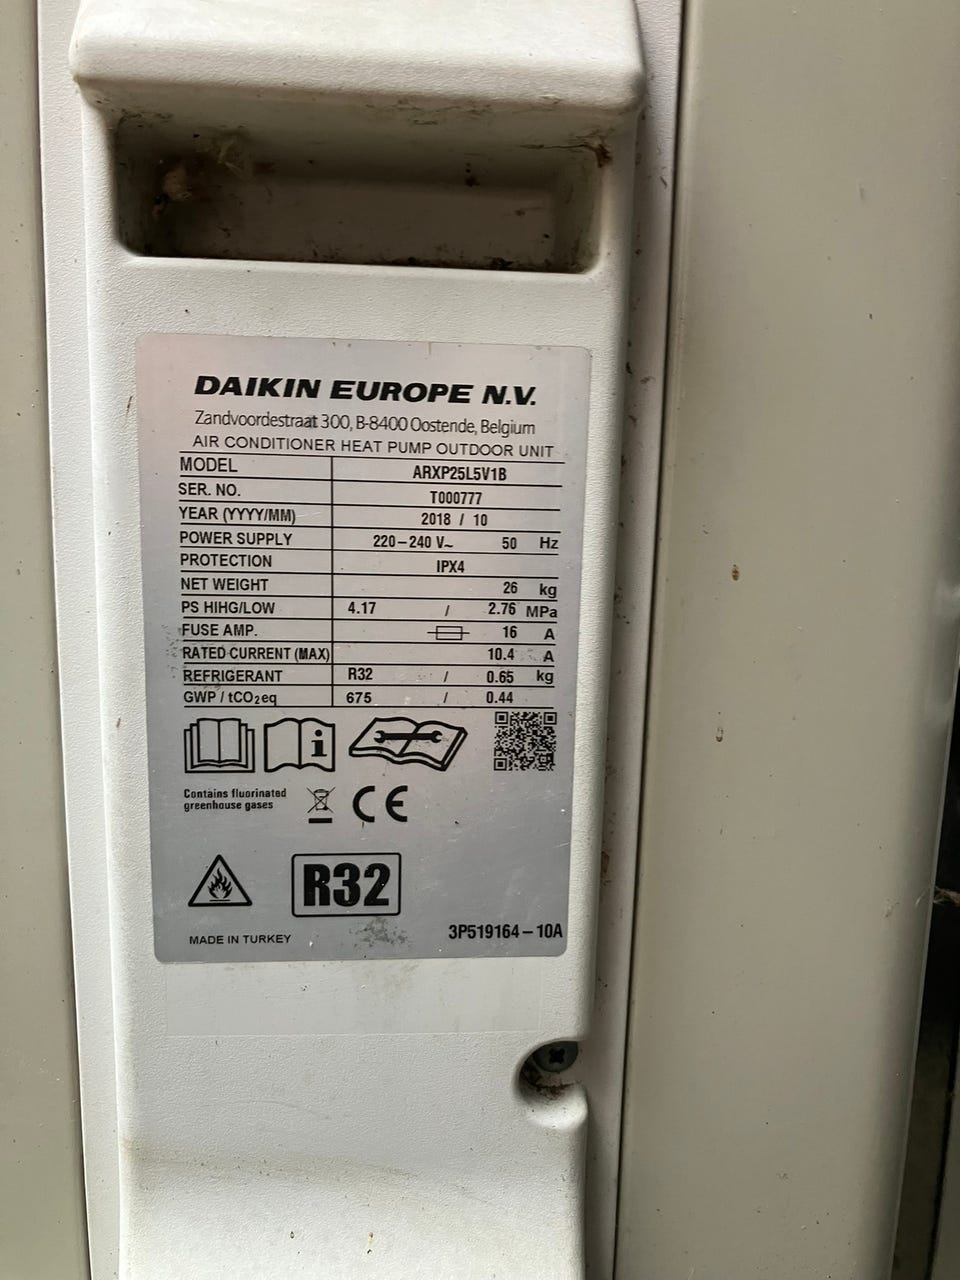 DAIKIN EUROPE N.V.
Zandvoordestraat 300, B-8400 Oostende, Belgium
AIR CONDITIONER HEAT PUMP OUTDOOR UNIT
MODEL ARXP25L5V1B
SER. NO. T000777
YEAR (YYYY/MM) 2018 / 10
POWER SUPPLY 220-240 V~ 50 Hz
PROTECTION IPX4
NET WEIGHT 26 kg
PS HIHG/LOW 4.17 / 2.76 MPa
FUSE AMP. 16 A
RATED CURRENT (MAX) 10.4 A
REFRIGERANT R32 / 0.65 kg
GWP / tCO2eq 675 / 0.44
i
Contains fluorinated
greenhouse gases
CE
R32
MADE IN TURKEY 3P519164-10A